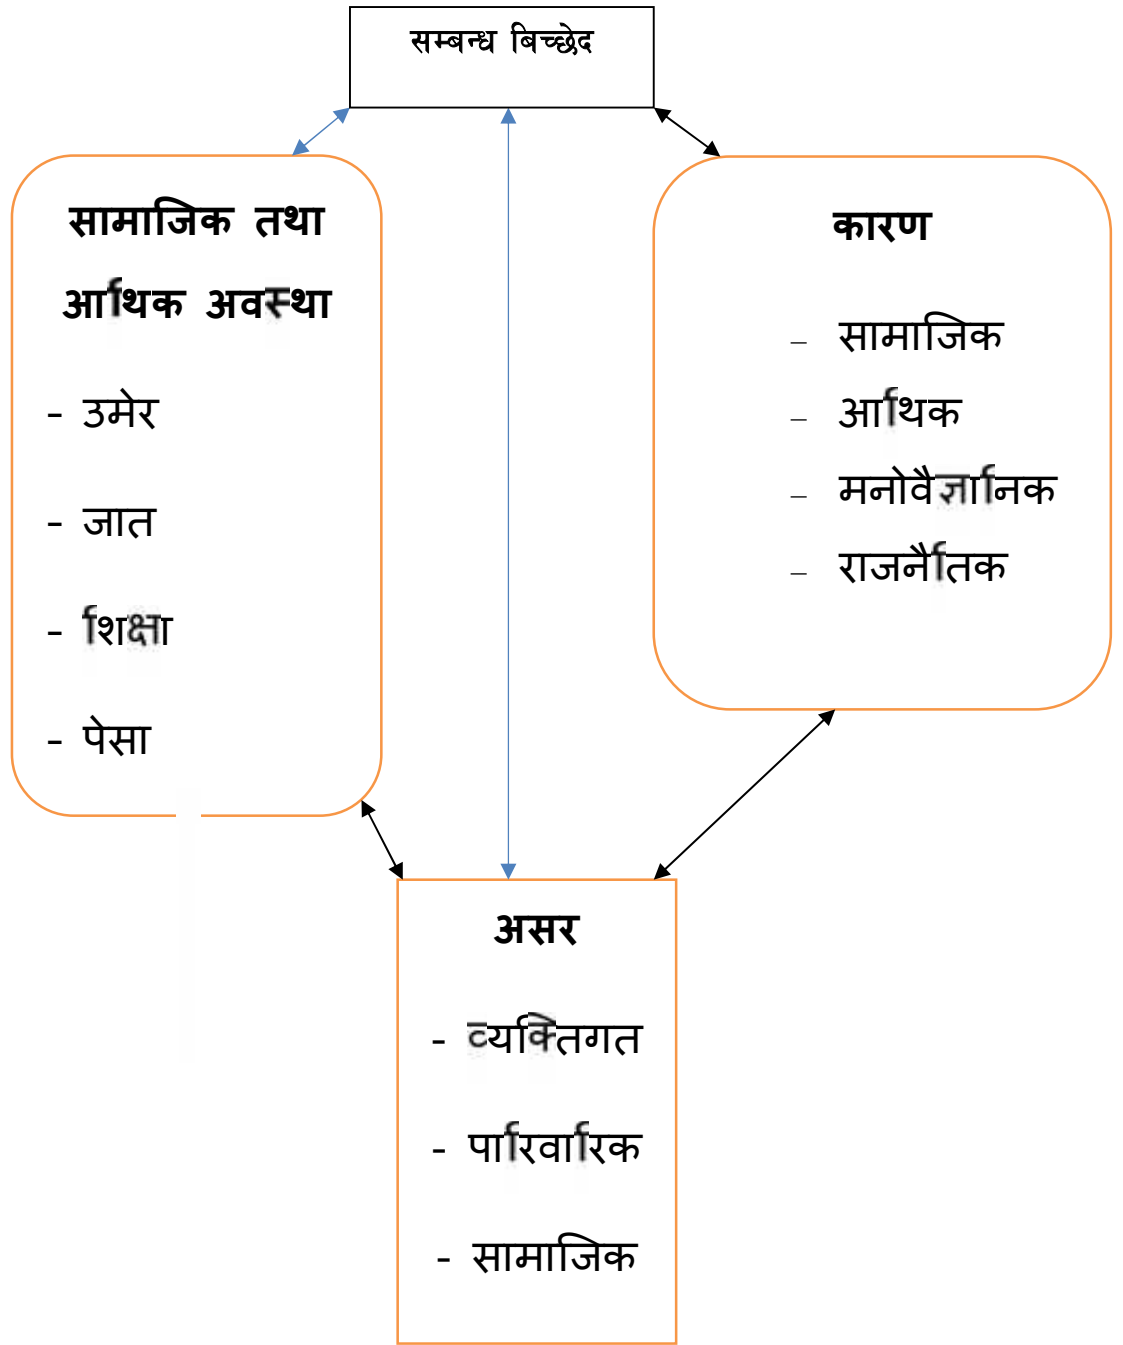 सम्बन्ध बिच्छेद
सामाजिक तथा
आर्थिक अवस्था
- उमेर
- जात
- शिक्षा
- पेसा
कारण
– सामाजिक
– आर्थिक
– मनोवैज्ञानिक
– राजनैतिक
असर
- व्यक्तिगत
- पारिवारिक
- सामाजिक